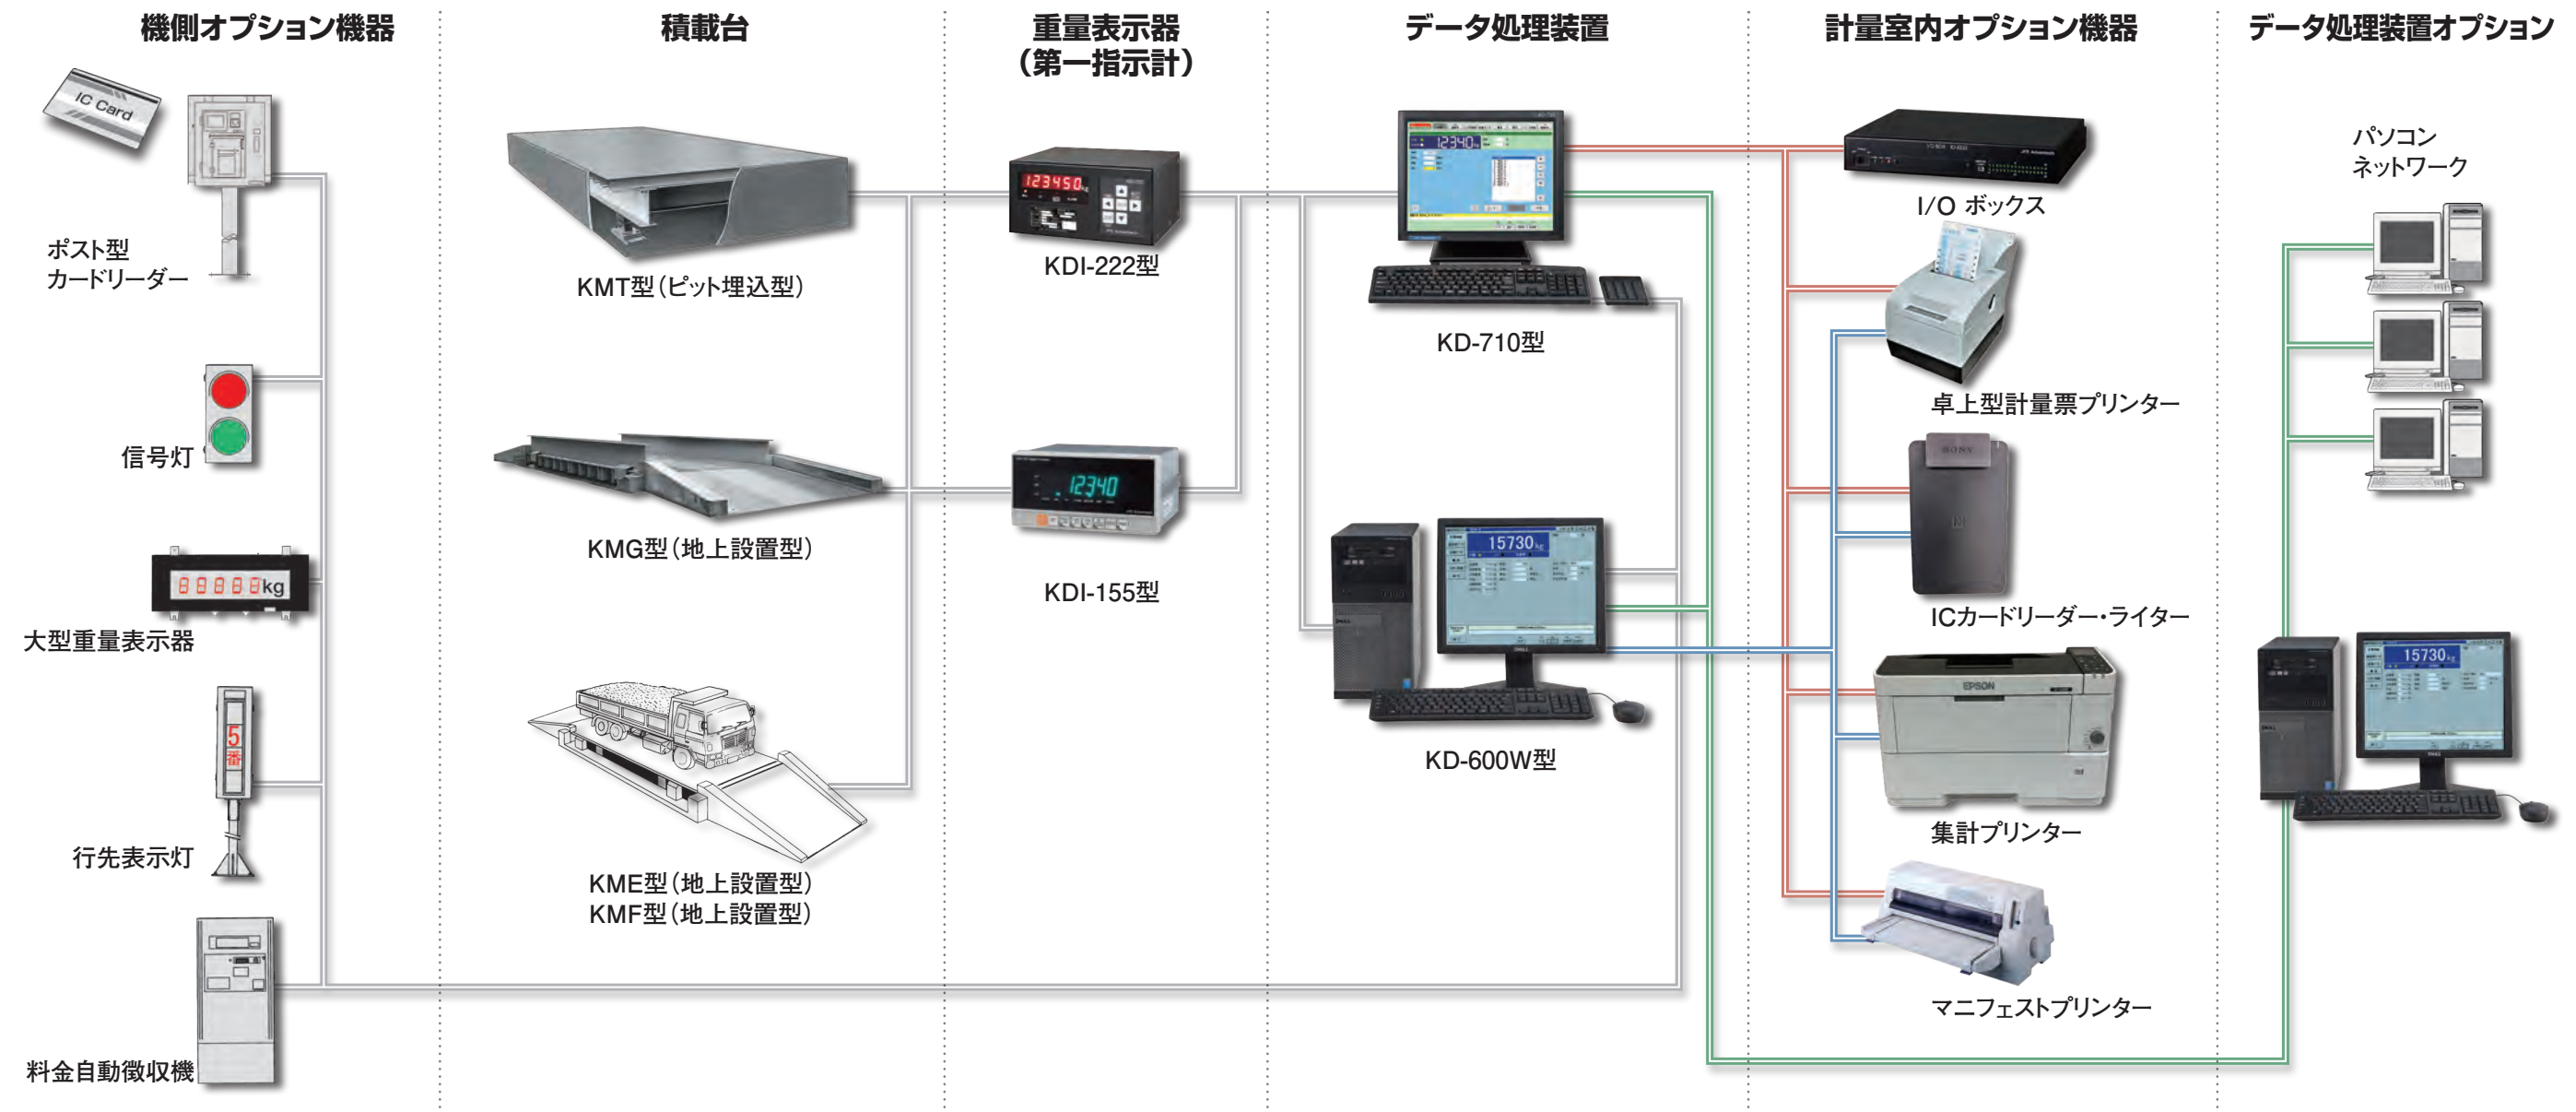 機側オプション機器
積載台
重量表示器
（第一指示計）
データ処理装置
計量室内オプション機器
データ処理装置オプション
IC Card
ポスト型
カードリーダー
信号灯
kg
大型重量表示器
5
番
行先表示灯
料金自動徴収機
KMT型（ピット埋込型）
KMG型（地上設置型）
KME型（地上設置型）
KMF型（地上設置型）
123450kg
KDI-222型
12340
KDI-155型
12340kg
KD-710型
15730kg
DELL
KD-600W型
I/O ボックス
卓上型計量票プリンター
SONY
ICカードリーダー・ライター
EPSON
集計プリンター
マニフェストプリンター
パソコン
ネットワーク
15730kg
DELL